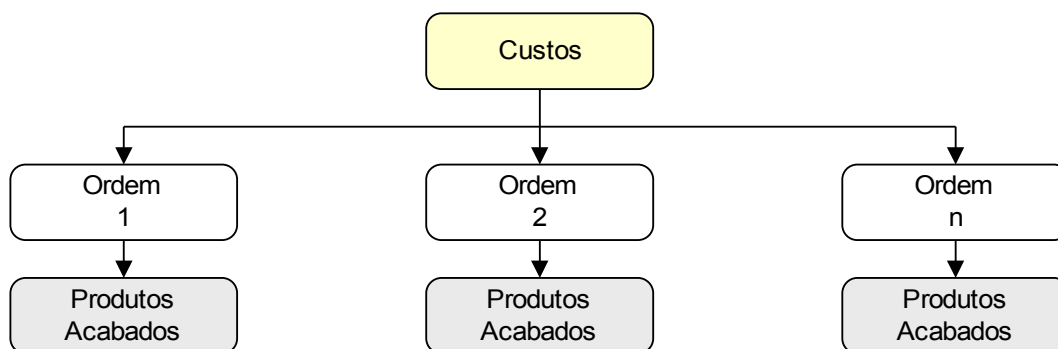 Custos
Ordem
1
Ordem
2
Ordem
n
Produtos
Acabados
Produtos
Acabados
Produtos
Acabados